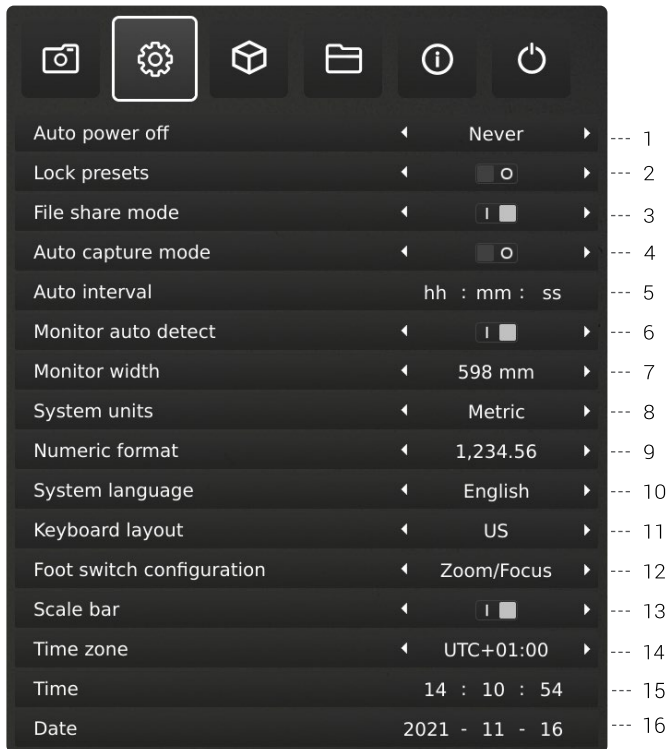 Auto power off Never --- 1
Lock presets O --- 2
File share mode I --- 3
Auto capture mode O --- 4
Auto interval hh : mm : ss --- 5
Monitor auto detect I --- 6
Monitor width 598 mm --- 7
System units Metric --- 8
Numeric format 1,234.56 --- 9
System language English --- 10
Keyboard layout US --- 11
Foot switch configuration Zoom/Focus --- 12
Scale bar I --- 13
Time zone UTC+01:00 --- 14
Time 14 : 10 : 54 --- 15
Date 2021 - 11 - 16 --- 16